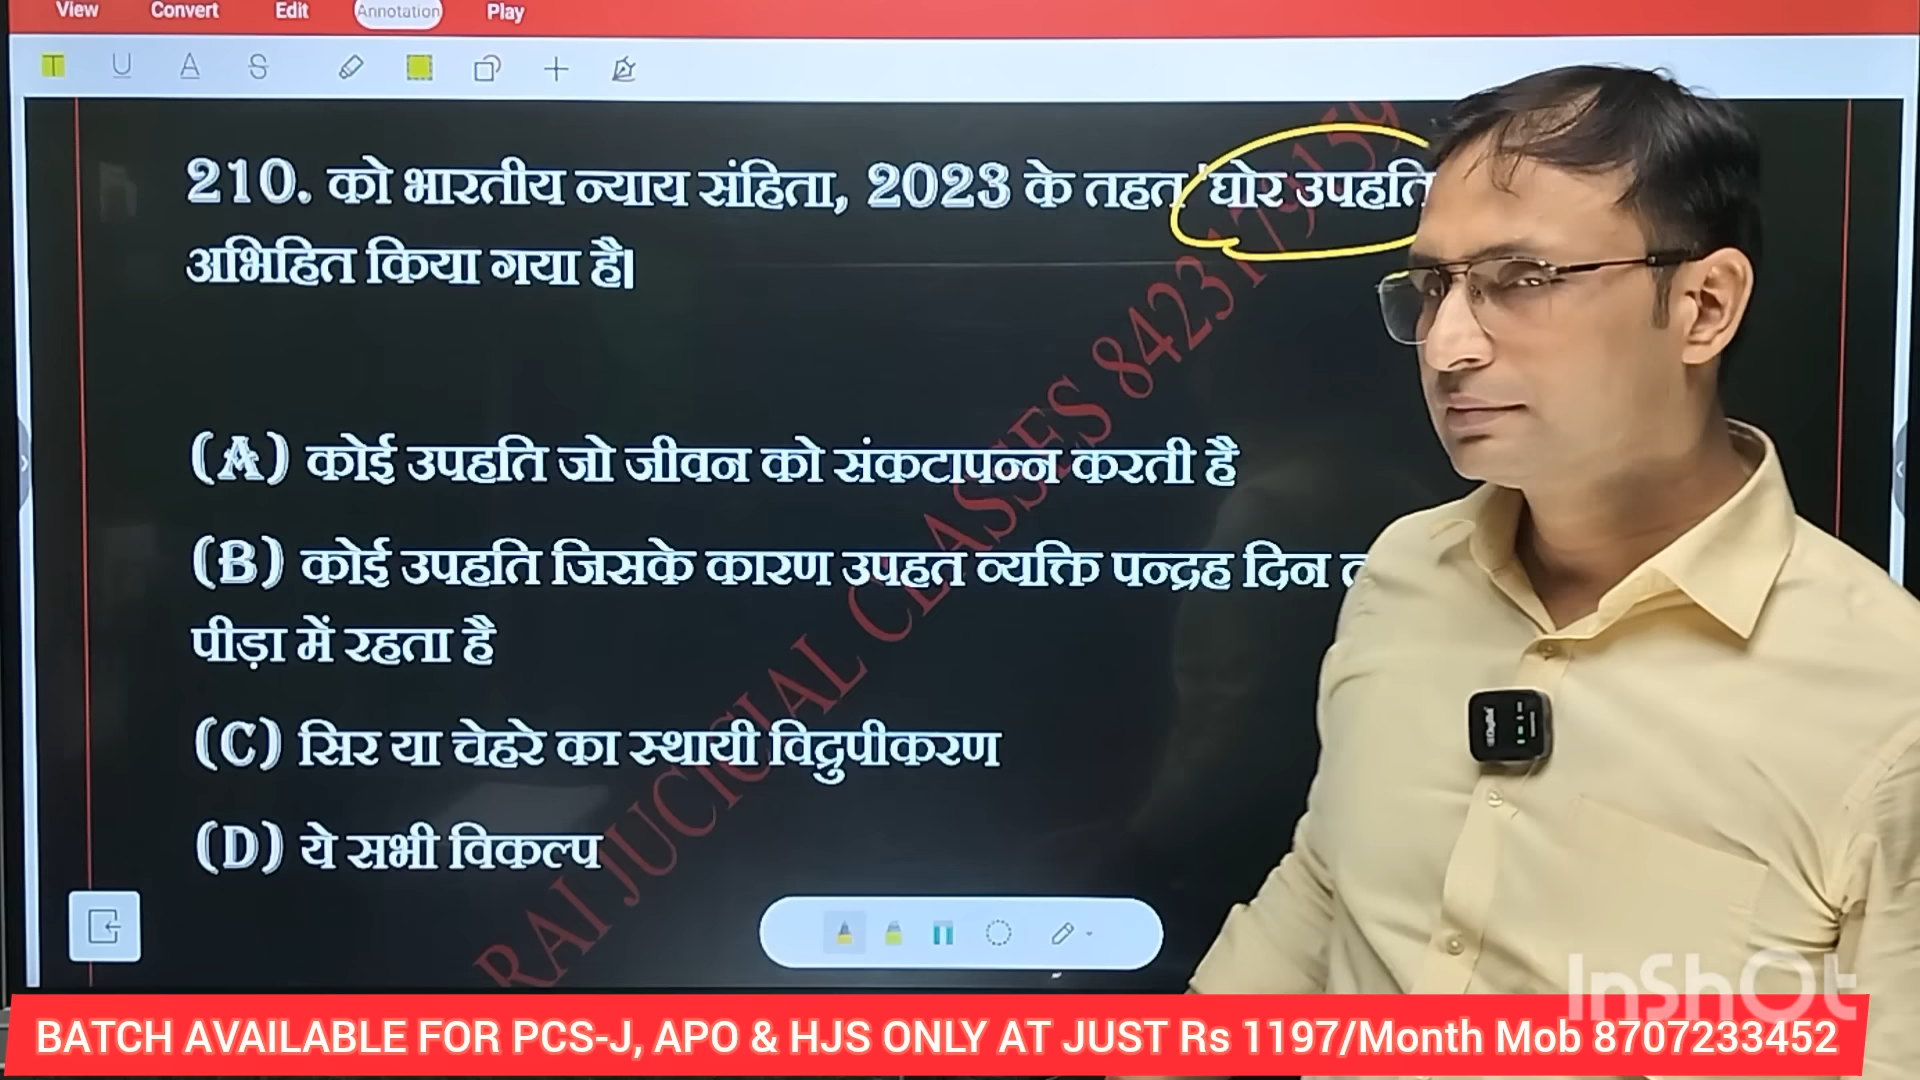 View Convert Edit Annotation Play
210. को भारतीय न्याय संहिता, 2023 के तहत 'घोर उपहति
अभिहित किया गया है।
(A) कोई उपहति जो जीवन को संकटापन्न करती है
(B) कोई उपहति जिसके कारण उपहत व्यक्ति पन्द्रह दिन
पीड़ा में रहता है
(C) सिर या चेहरे का स्थायी विद्रुपीकरण
(D) ये सभी विकल्प
RAI JUCICIAL CLASSES 8423179159
InShOt
BATCH AVAILABLE FOR PCS-J, APO & HJS ONLY AT JUST Rs 1197/Month Mob 8707233452